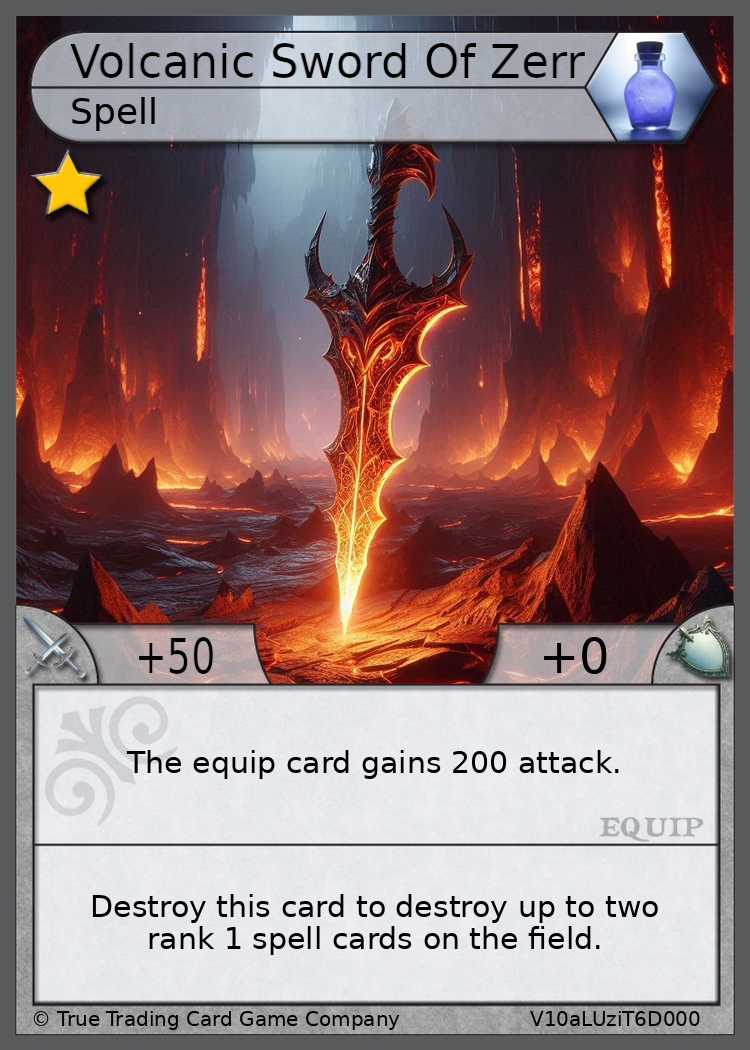 Volcanic Sword Of Zerr
Spell
+50
+0
The equip card gains 200 attack.
EQUIP
Destroy this card to destroy up to two
rank 1 spell cards on the field.
© True Trading Card Game Company
V10aLUziT6D000